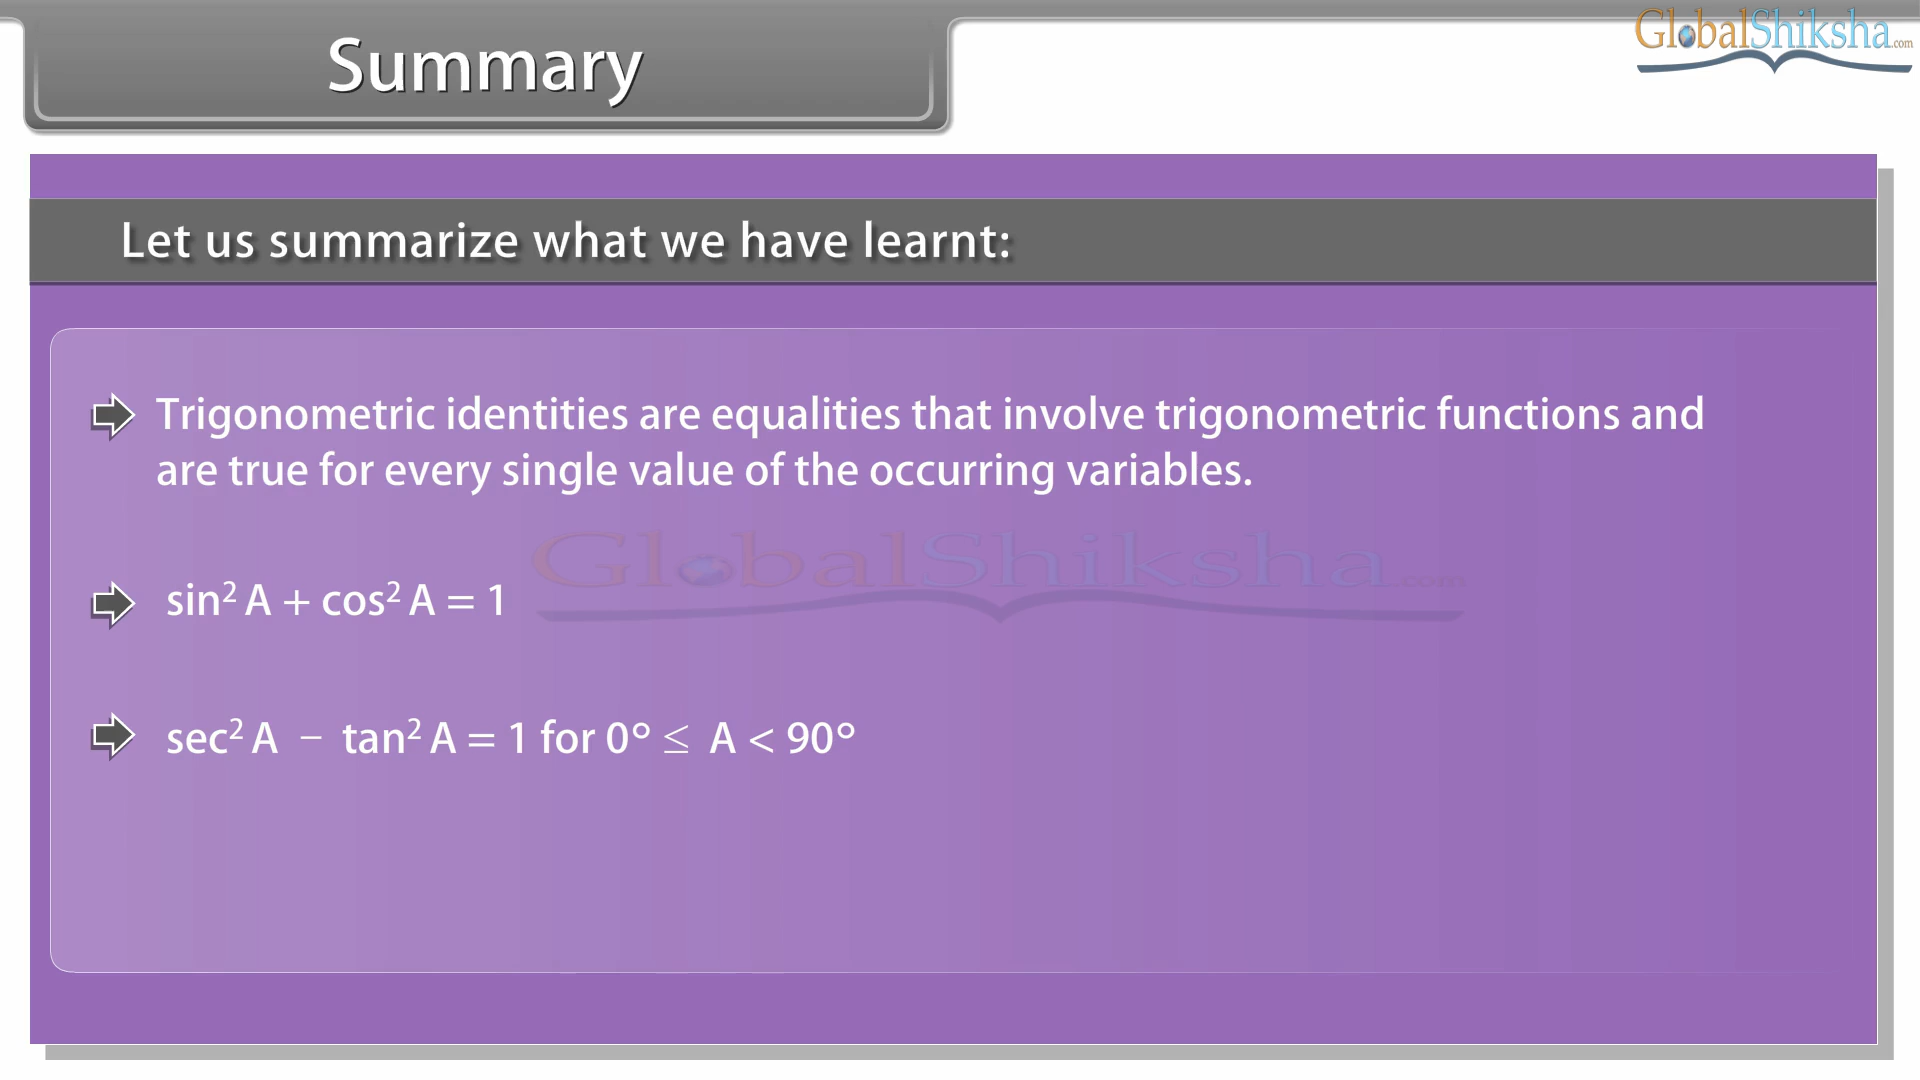 Summary
GlobalShiksha.com
Let us summarize what we have learnt:
Trigonometric identities are equalities that involve trigonometric functions and
are true for every single value of the occurring variables.
GlobalShiksha.com
sin² A + cos² A = 1
sec² A – tan² A = 1 for 0° ≤ A < 90°